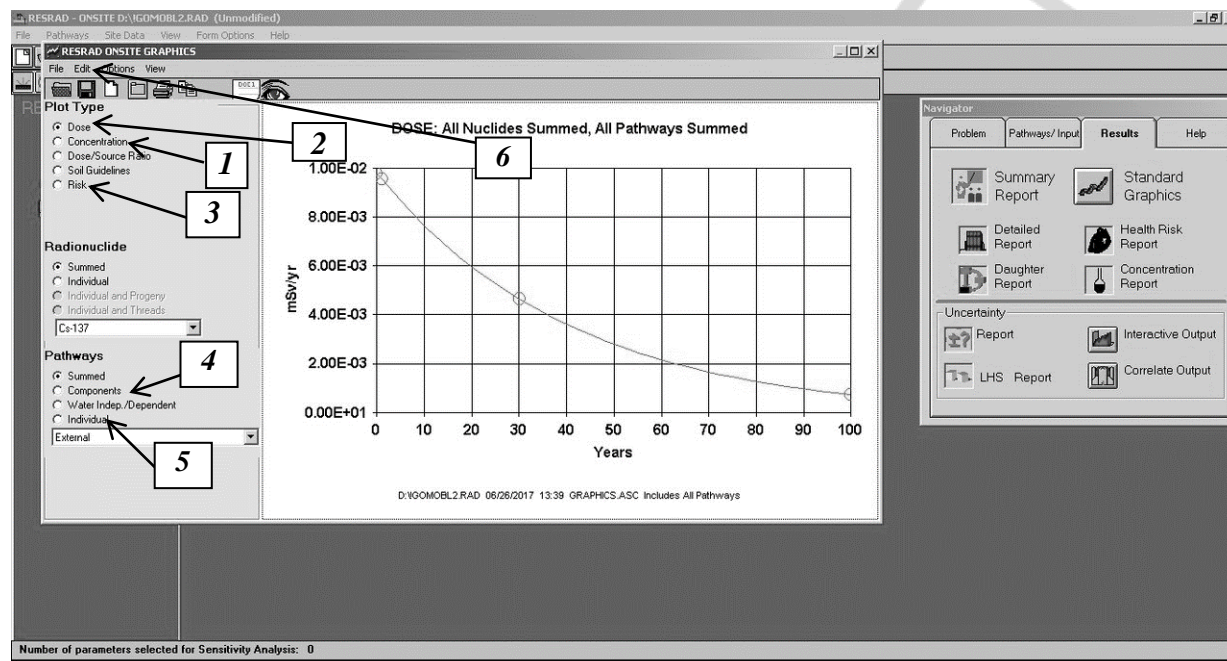 RESRAD - ONSITE D:\IGOMOBL2.RAD (Unmodified)
File Pathways Site Data View Form Options Help
RESRAD ONSITE GRAPHICS
File Edit Options View
DOC1
Plot Type
Dose
Concentration
Dose/Source Ratio
Soil Guidelines
Risk
2
1
3
6
Radionuclide
Summed
Individual
Individual and Progeny
Individual and Threads
Cs-137
Pathways
Summed
Components
Water Indep./Dependent
Individual
External
4
5
DOSE: All Nuclides Summed, All Pathways Summed
1.00E-02
8.00E-03
6.00E-03
4.00E-03
2.00E-03
0.00E+01
mSv/yr
0 10 20 30 40 50 60 70 80 90 100
Years
D:\IGOMOBL2.RAD 06/26/2017 13:39 GRAPHICS.ASC Includes All Pathways
Navigator
Problem Pathways/Input Results Help
Summary Report
Standard Graphics
Detailed Report
Health Risk Report
Daughter Report
Concentration Report
Uncertainty
Report
Interactive Output
LHS Report
Correlate Output
Number of parameters selected for Sensitivity Analysis: 0